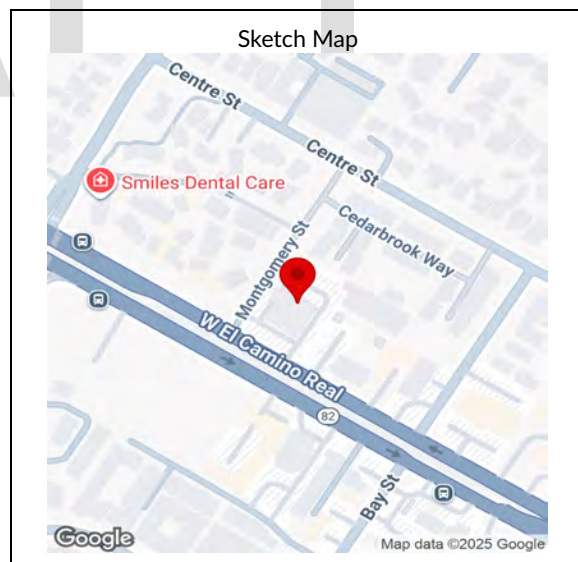 Sketch Map
Centre St
Centre St
Smiles Dental Care
Cedarbrook Way
Montgomery St
W El Camino Real
82
Bay St
Google
Map data ©2025 Google